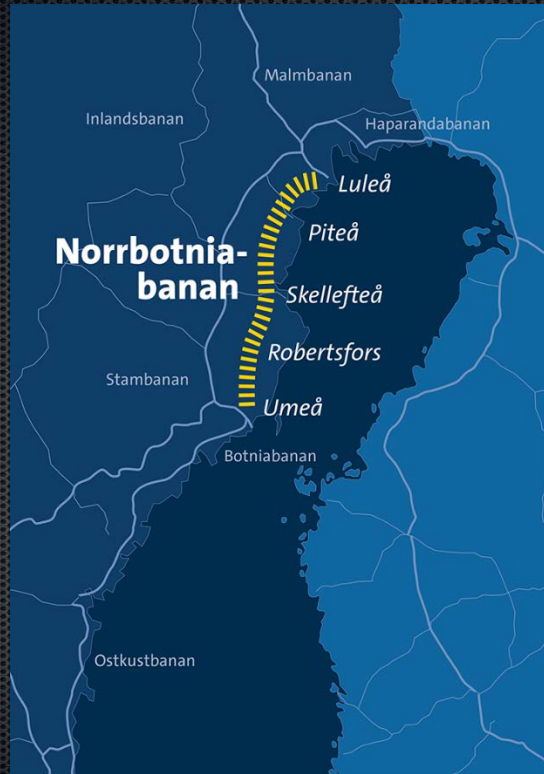 Malmbanan
Inlandsbanan
Haparandabanan
Luleå
Piteå
Norrbotnia-
banan
Skellefteå
Robertsfors
Stambanan
Umeå
Botniabanan
Ostkustbanan